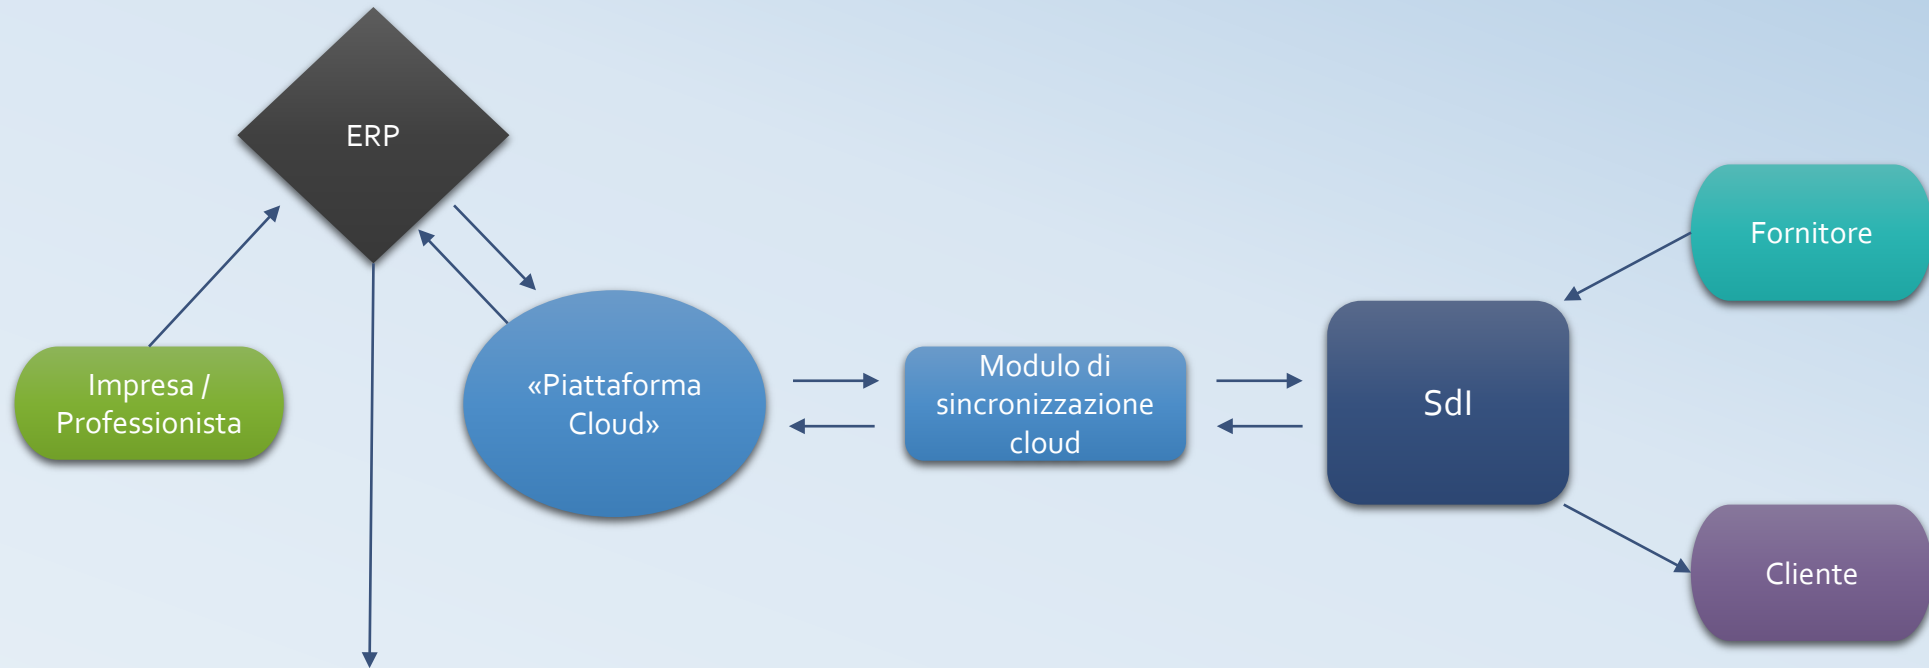 ERP
Fornitore
Impresa /
Professionista
«Piattaforma
Cloud»
Modulo di
sincronizzazione
cloud
SdI
Cliente